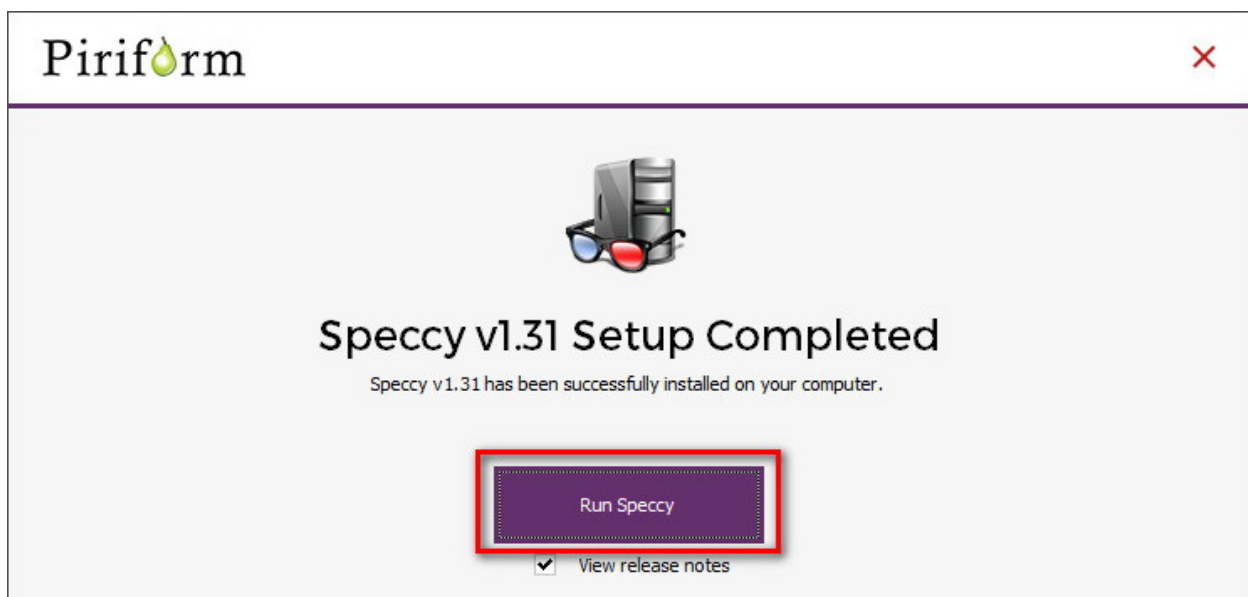 Piriform
Speccy v1.31 Setup Completed
Speccy v1.31 has been successfully installed on your computer.
Run Speccy
View release notes